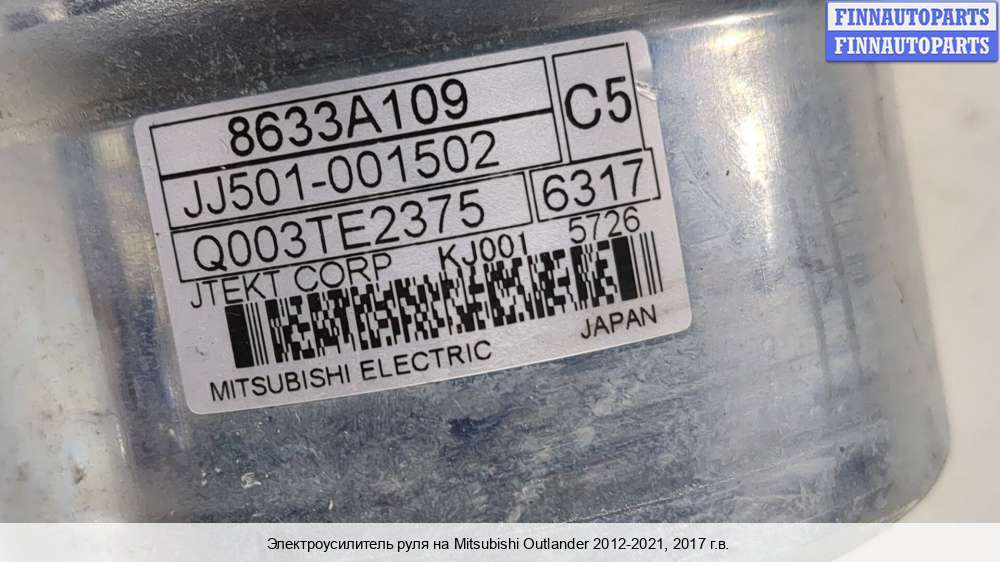 FINNAUTOPARTS
FINNAUTOPARTS
8633A109
C5
JJ501-001502
Q003TE2375
6317
JTEKT CORP KJ001 5726
MITSUBISHI ELECTRIC JAPAN
Электроусилитель руля на Mitsubishi Outlander 2012-2021, 2017 г.в.